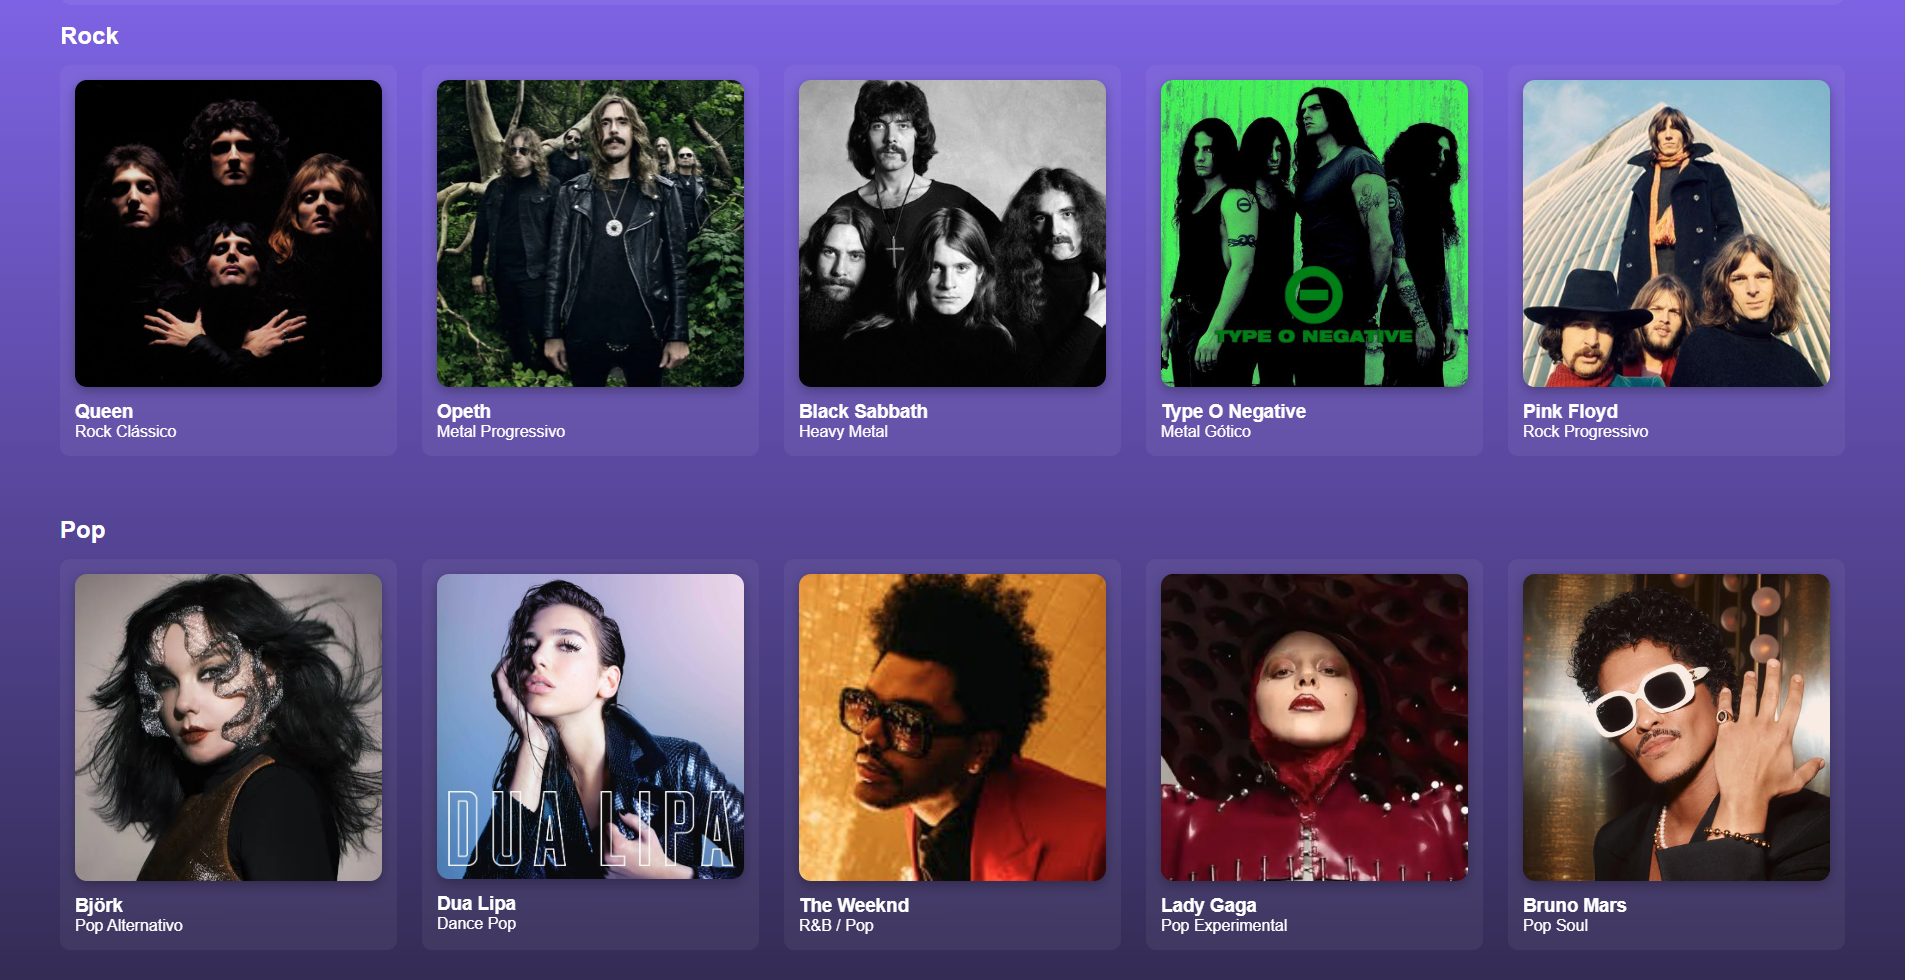 Rock
Queen
Rock Clássico
Opeth
Metal Progressivo
Black Sabbath
Heavy Metal
TYPE O NEGATIVE
Type O Negative
Metal Gótico
Pink Floyd
Rock Progressivo
Pop
Björk
Pop Alternativo
DUA LIPA
Dua Lipa
Dance Pop
The Weeknd
R&B / Pop
Lady Gaga
Pop Experimental
Bruno Mars
Pop Soul